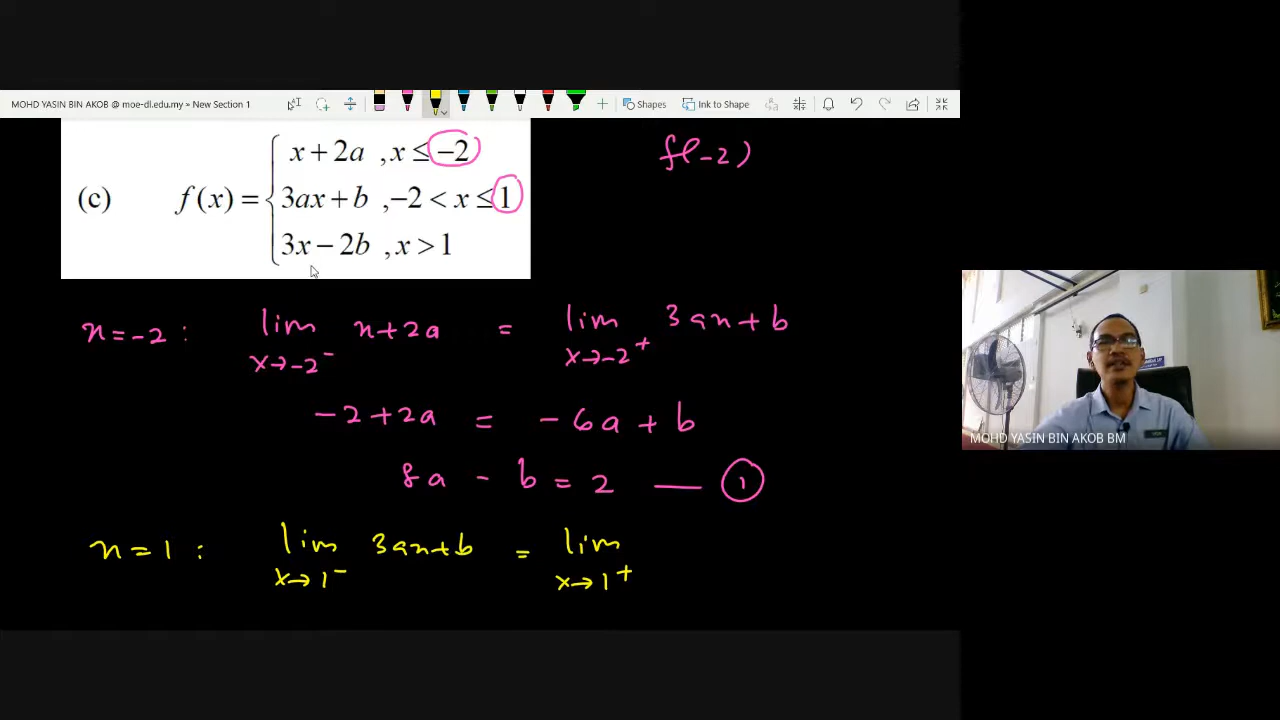 MOHD YASIN BIN AKOB @ moe-dl.edu.my » New Section 1
Shapes
Ink to Shape
(c) f(x) = { x + 2a , x ≤ -2
3ax + b , -2 < x ≤ 1
3x - 2b , x > 1
f(-2)
x = -2 : lim x→-2⁻ x + 2a = lim x→-2⁺ 3ax + b
-2 + 2a = -6a + b
8a - b = 2 — ①
x = 1 : lim x→1⁻ 3ax + b = lim x→1⁺
MOHD YASIN BIN AKOB BM